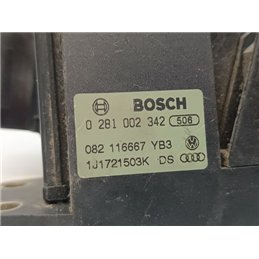 BOSCH
0 281 002 342 506
082 116667 YB3
1J1721503K DS